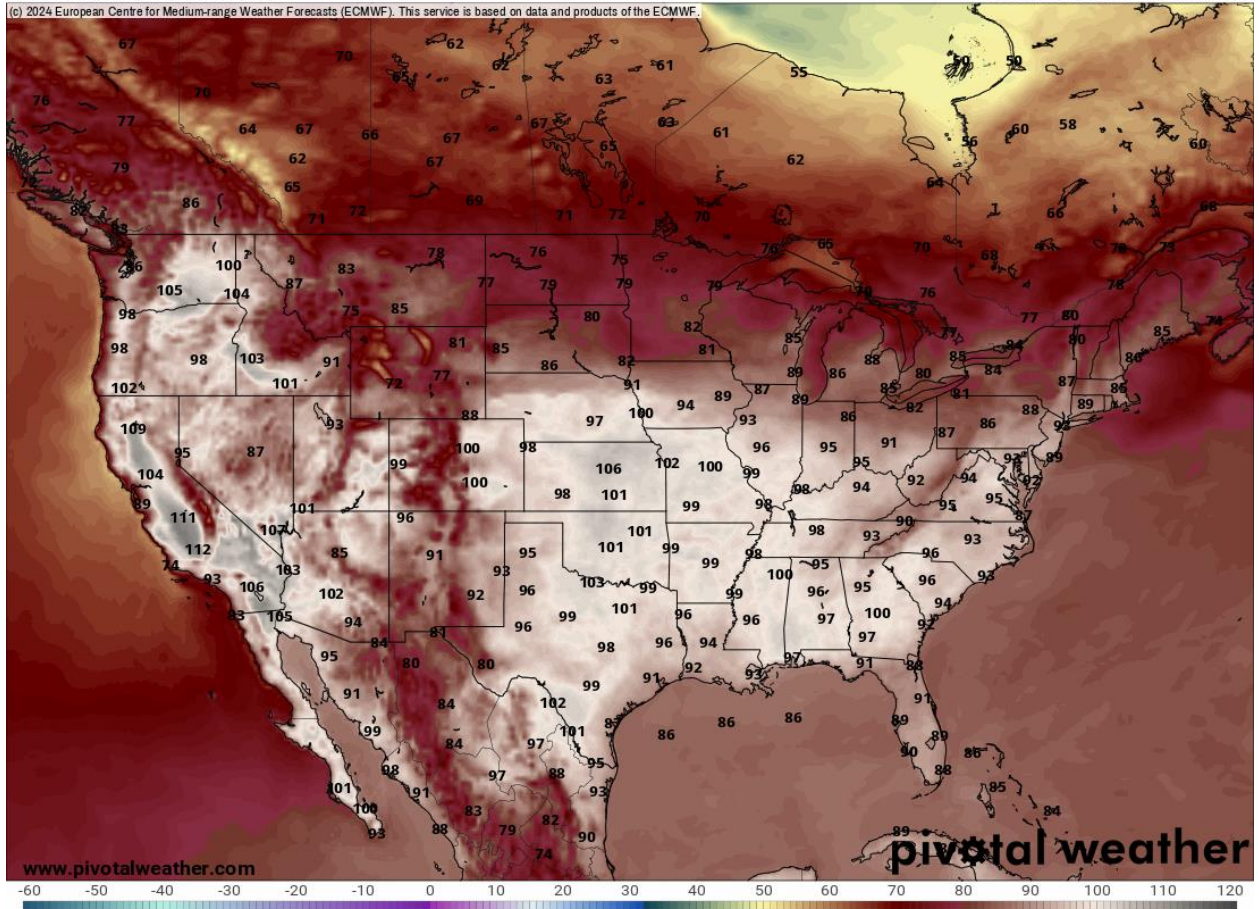 (c) 2024 European Centre for Medium-range Weather Forecasts (ECMWF). This service is based on data and products of the ECMWF.
67 70 62 62 65 63 61 55 50 50
76 70 77 64 67 66 67 67 63 65 61 56 60 58 60
79 62 67 62 64
86 65 71 72 69 71 72 70 66 68
86 100 87 83 78 76 75 76 65 70 68 78 73
105 104 75 85 77 79 79 79 70 76 78
98 80 82 77 77 80 74
98 98 103 91 81 85 86 82 81 85 88 85 84 84 80 85 86
102 101 72 77 91 89 87 89 86 85 80 81 87 85
109 93 88 97 100 94 89 93 86 82 86 88 89 93
95 87 100 98 96 95 91 87
104 99 106 102 100 99 95 92 94 93 89
89 101 100 98 101 99 98 98 94 95 92 95
111 107 96 101 98 90 93 87
112 85 91 95 101 99 98 93 96
74 93 106 103 102 93 92 96 103 99 99 99 100 95 96 95 96 93
93 105 94 84 81 96 99 101 96 94 96 97 100 97 94 92
95 80 80 98 92 91 93 97 91 88
91 84 99 102 86 86 86 91 89
99 84 97 101 95 89 86
98 97 88 90 88
101 91 93 85
100 93 88 83 79 82 90 84
74 89
www.pivotalweather.com
pivotal weather
-60 -50 -40 -30 -20 -10 0 10 20 30 40 50 60 70 80 90 100 110 120